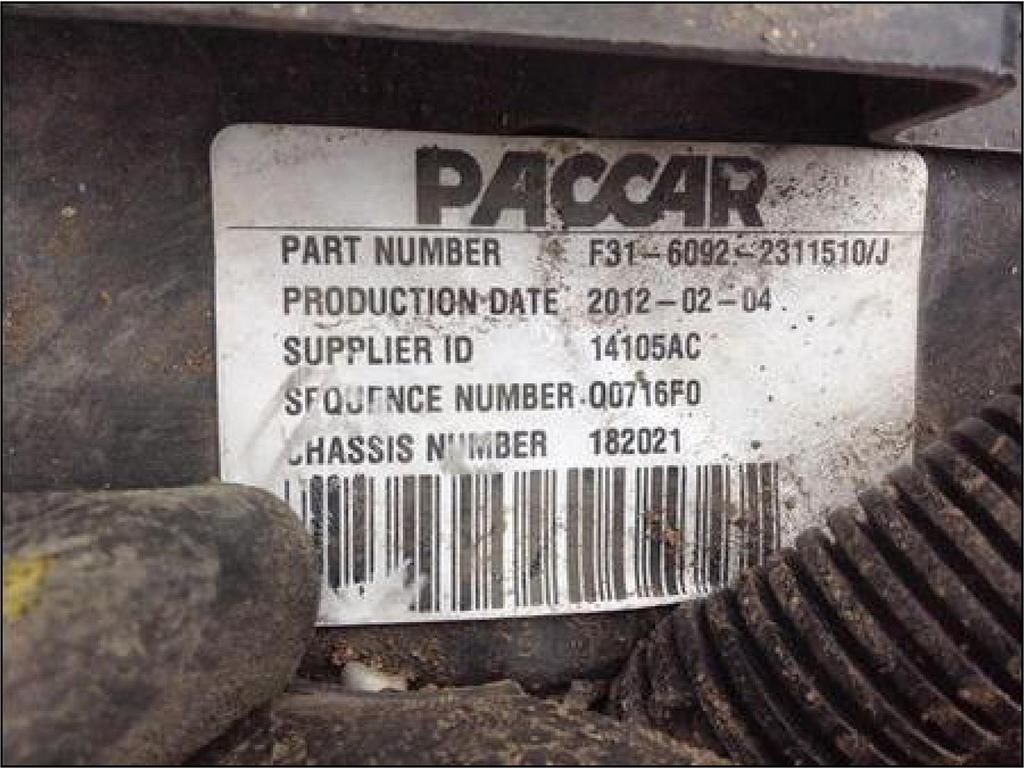 PACCAR
PART NUMBER F31-6092-2311510/J
PRODUCTION DATE 2012-02-04
SUPPLIER ID 14105AC
SEQUENCE NUMBER 00716F0
CHASSIS NUMBER 182021